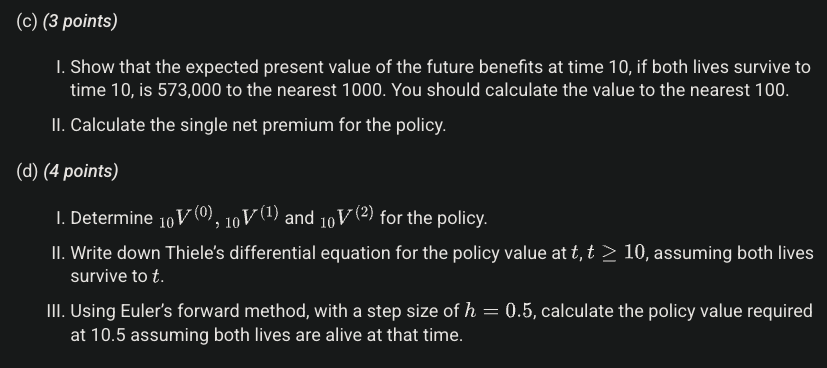 (c) (3 points)
I. Show that the expected present value of the future benefits at time 10, if both lives survive to
time 10, is 573,000 to the nearest 1000. You should calculate the value to the nearest 100.
II. Calculate the single net premium for the policy.
(d) (4 points)
I. Determine ₁₀V⁽⁰⁾, ₁₀V⁽¹⁾ and ₁₀V⁽²⁾ for the policy.
II. Write down Thiele's differential equation for the policy value at t, t ≥ 10, assuming both lives
survive to t.
III. Using Euler's forward method, with a step size of h = 0.5, calculate the policy value required
at 10.5 assuming both lives are alive at that time.